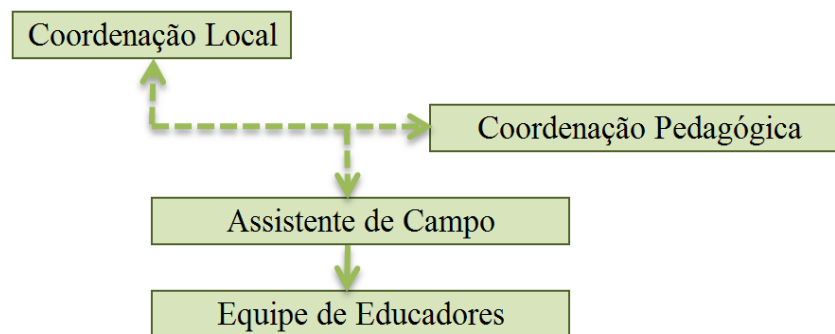 Coordenação Local
Coordenação Pedagógica
Assistente de Campo
Equipe de Educadores